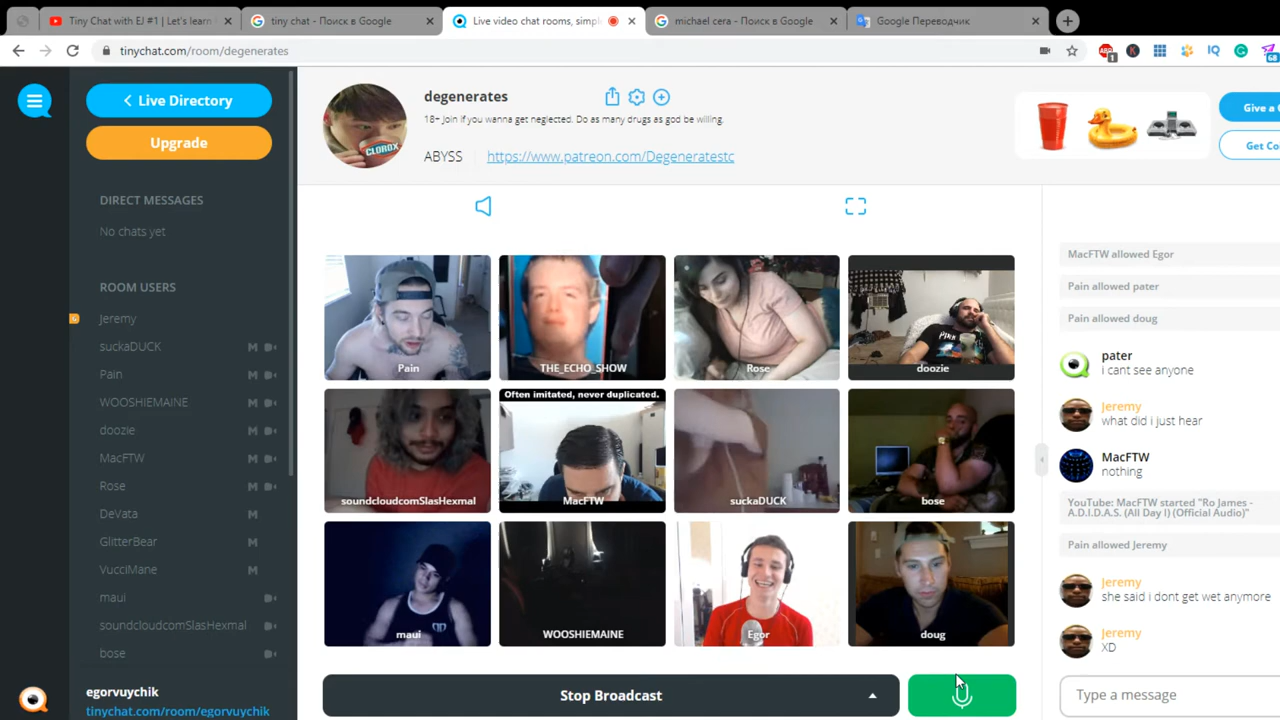 Tiny Chat with EJ #1 | Let's learn
tiny chat - Поиск в Google
Live video chat rooms, simpl
michael cera - Поиск в Google
Google Переводчик
tinychat.com/room/degenerates
ABP
1
K
IQ
G
68
Live Directory
Upgrade
DIRECT MESSAGES
No chats yet
ROOM USERS
G
Jeremy
suckaDUCK M
Pain M
WOOSHIEMAINE M
doozie M
MacFTW M
Rose M
DeVata M
GlitterBear M
VucciMane M
maui
soundcloudcomSlasHexmal
bose
egorvuychik
tinychat.com/room/egorvuychik
CLOROX
degenerates
18+ Join if you wanna get neglected. Do as many drugs as god be willing.
ABYSS https://www.patreon.com/Degeneratestc
Give a G
Get Co
Pain
THE_ECHO_SHOW
Rose
doozie
soundcloudcomSlasHexmal
Often imitated, never duplicated.
MacFTW
suckaDUCK
bose
maui
WOOSHIEMAINE
Egor
doug
Stop Broadcast
MacFTW allowed Egor
Pain allowed pater
Pain allowed doug
pater
i cant see anyone
Jeremy
what did i just hear
MacFTW
nothing
YouTube: MacFTW started "Ro James -
A.D.I.D.A.S. (All Day I) (Official Audio)"
Pain allowed Jeremy
Jeremy
she said i dont get wet anymore
Jeremy
XD
Type a message